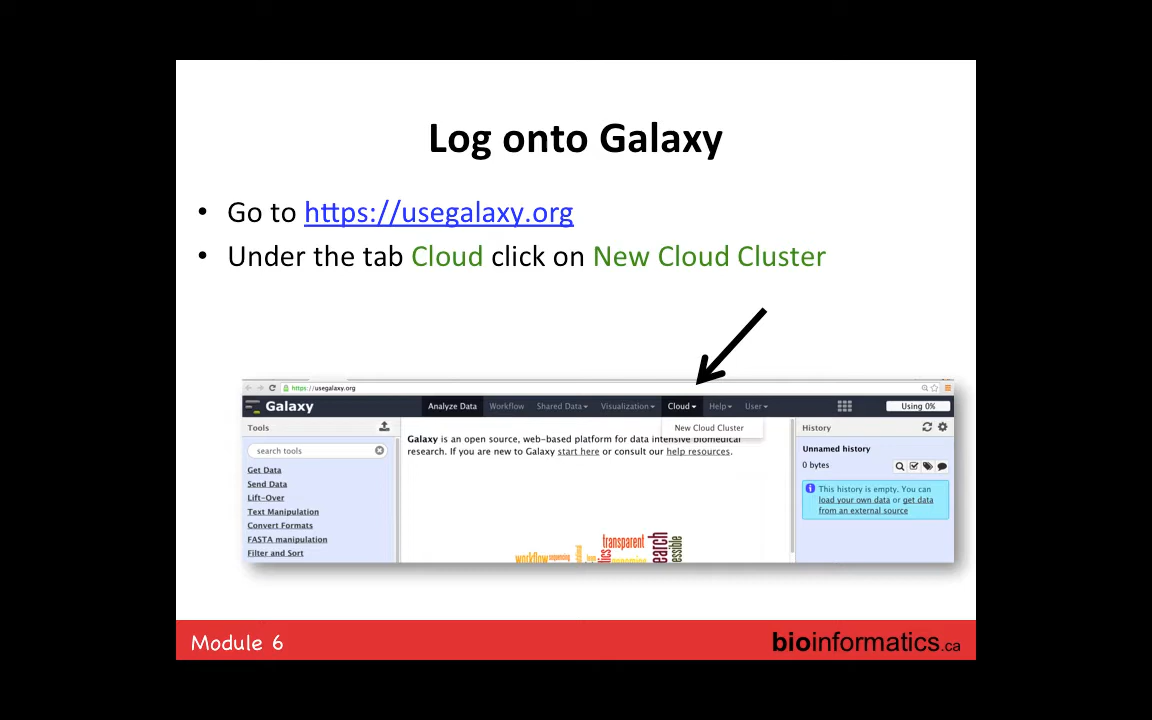 Log onto Galaxy
• Go to https://usegalaxy.org
• Under the tab Cloud click on New Cloud Cluster
https://usegalaxy.org
Galaxy
Analyze Data Workflow Shared Data Visualization Cloud Help User Using 0%
New Cloud Cluster
Tools
search tools
Get Data
Send Data
Lift-Over
Text Manipulation
Convert Formats
FASTA manipulation
Filter and Sort
Galaxy is an open source, web-based platform for data intensive biomedical
research. If you are new to Galaxy start here or consult our help resources.
transparent
workflow
History
Unnamed history
0 bytes
This history is empty. You can
load your own data or get data
from an external source
Module 6
bioinformatics.ca